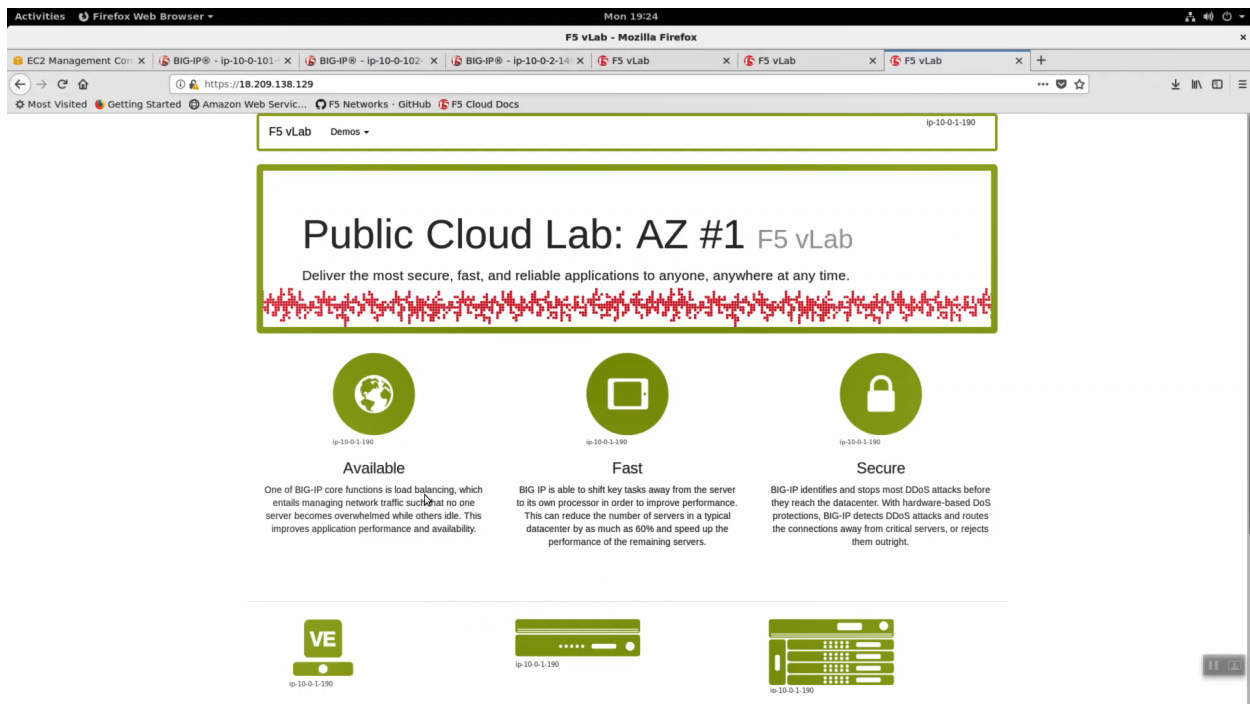 Activities Firefox Web Browser Mon 19:24
F5 vLab - Mozilla Firefox
EC2 Management Con BIG-IP® - ip-10-0-101- BIG-IP® - ip-10-0-102- BIG-IP® - ip-10-0-2-14 F5 vLab F5 vLab F5 vLab
https://18.209.138.129
Most Visited Getting Started Amazon Web Servic... F5 Networks · GitHub F5 Cloud Docs
F5 vLab Demos ip-10-0-1-190
Public Cloud Lab: AZ #1 F5 vLab
Deliver the most secure, fast, and reliable applications to anyone, anywhere at any time.
ip-10-0-1-190 ip-10-0-1-190 ip-10-0-1-190
Available
One of BIG-IP core functions is load balancing, which
entails managing network traffic such that no one
server becomes overwhelmed while others idle. This
improves application performance and availability.
Fast
BIG IP is able to shift key tasks away from the server
to its own processor in order to improve performance.
This can reduce the number of servers in a typical
datacenter by as much as 60% and speed up the
performance of the remaining servers.
Secure
BIG-IP identifies and stops most DDoS attacks before
they reach the datacenter. With hardware-based DoS
protections, BIG-IP detects DDoS attacks and routes
the connections away from critical servers, or rejects
them outright.
VE
ip-10-0-1-190 ip-10-0-1-190 ip-10-0-1-190